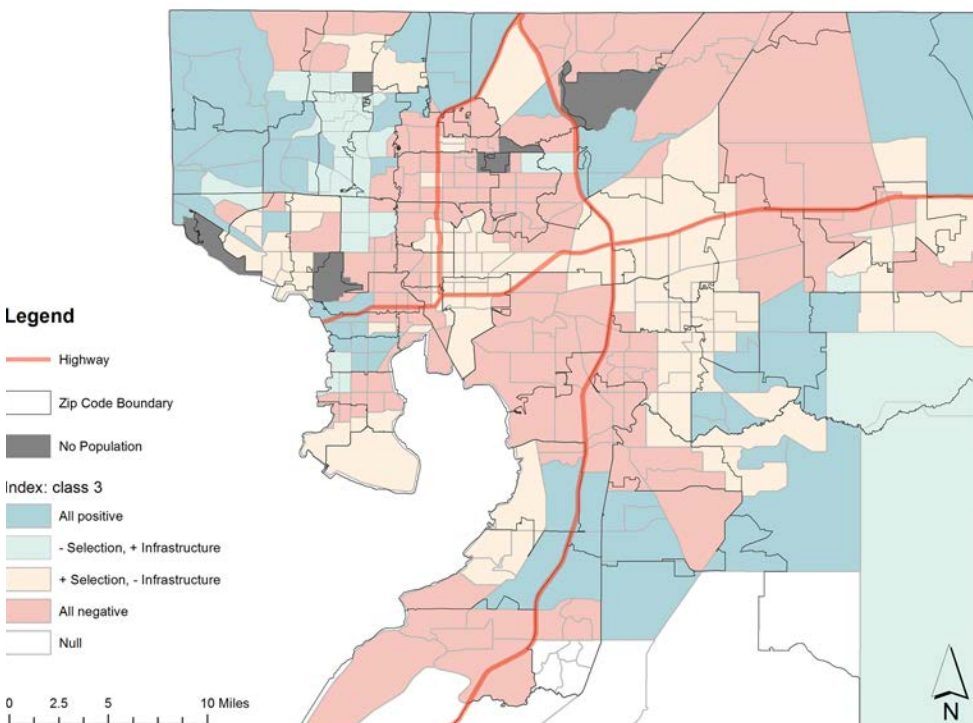 Legend
Highway
Zip Code Boundary
No Population
Index: class 3
All positive
- Selection, + Infrastructure
+ Selection, - Infrastructure
All negative
Null
0 2.5 5 10 Miles
N